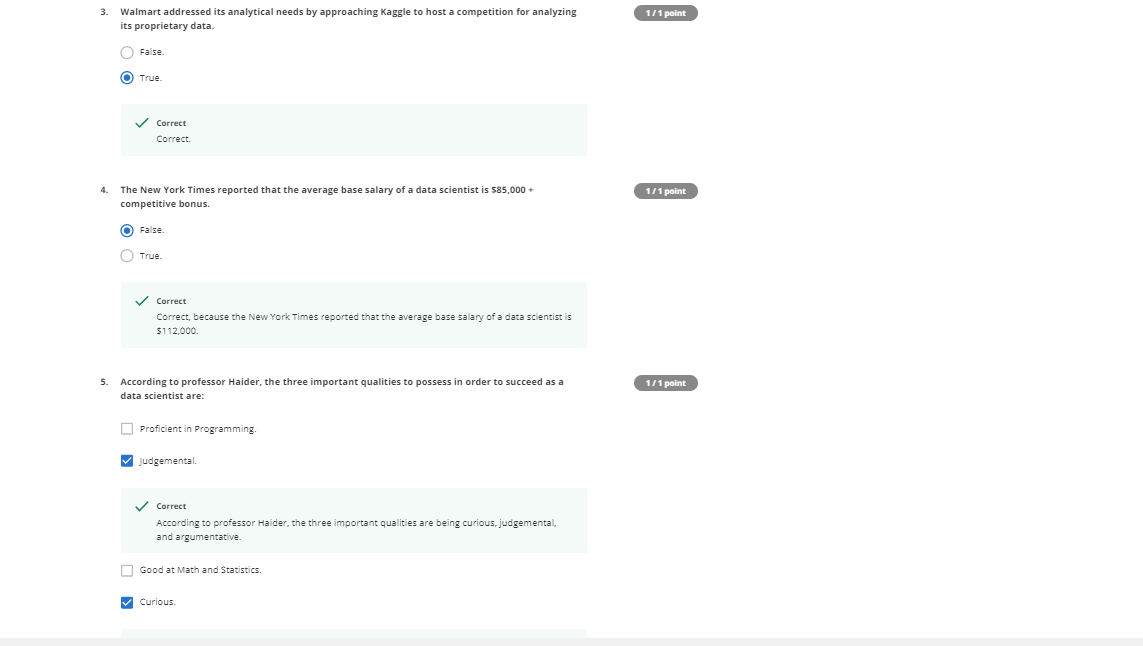 3. Walmart addressed its analytical needs by approaching Kaggle to host a competition for analyzing
its proprietary data.
1 / 1 point
False.
True.
Correct
Correct.
4. The New York Times reported that the average base salary of a data scientist is $85,000 +
competitive bonus.
1 / 1 point
False.
True.
Correct
Correct, because the New York Times reported that the average base salary of a data scientist is
$112,000.
5. According to professor Haider, the three important qualities to possess in order to succeed as a
data scientist are:
1 / 1 point
Proficient in Programming.
Judgemental.
Correct
According to professor Haider, the three important qualities are being curious, judgemental,
and argumentative.
Good at Math and Statistics.
Curious.